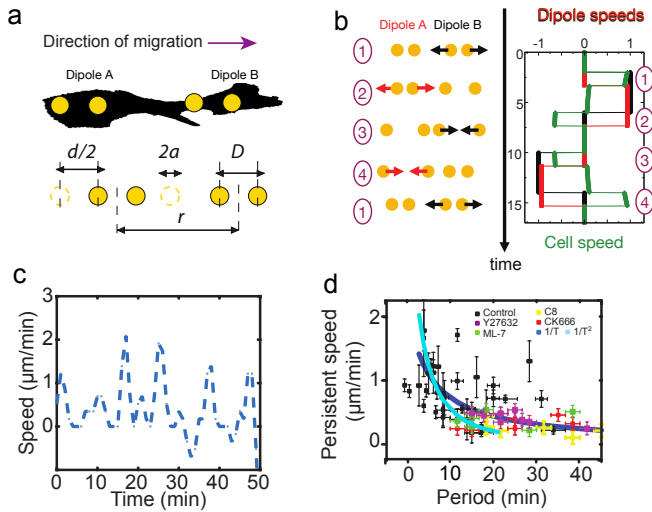 a
Direction of migration
Dipole A
Dipole B
d/2
2a
D
r
b
Dipole A
Dipole B
1
2
3
4
1
time
Dipole speeds
-1
0
1
0
5
10
15
1
2
3
4
Cell speed
c
Speed (μm/min)
3
2
1
0
0
10
20
30
40
50
Time (min)
d
Persistent speed
(μm/min)
2
1
0
Control
Y27632
ML-7
C8
CK666
1/T
1/T²
0
10
20
30
40
Period (min)